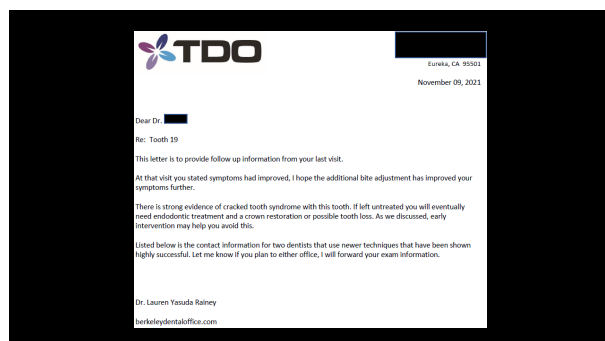 TDO
Eureka, CA 95501
November 09, 2021
Dear Dr.
Re: Tooth 19
This letter is to provide follow up information from your last visit.
At that visit you stated symptoms had improved, I hope the additional bite adjustment has improved your
symptoms further.
There is strong evidence of cracked tooth syndrome with this tooth. If left untreated you will eventually
need endodontic treatment and a crown restoration or possible tooth loss. As we discussed, early
intervention may help you avoid this.
Listed below is the contact information for two dentists that use newer techniques that have been shown
highly successful. Let me know if you plan to either office, I will forward your exam information.
Dr. Lauren Yasuda Rainey
berkeleydentaloffice.com